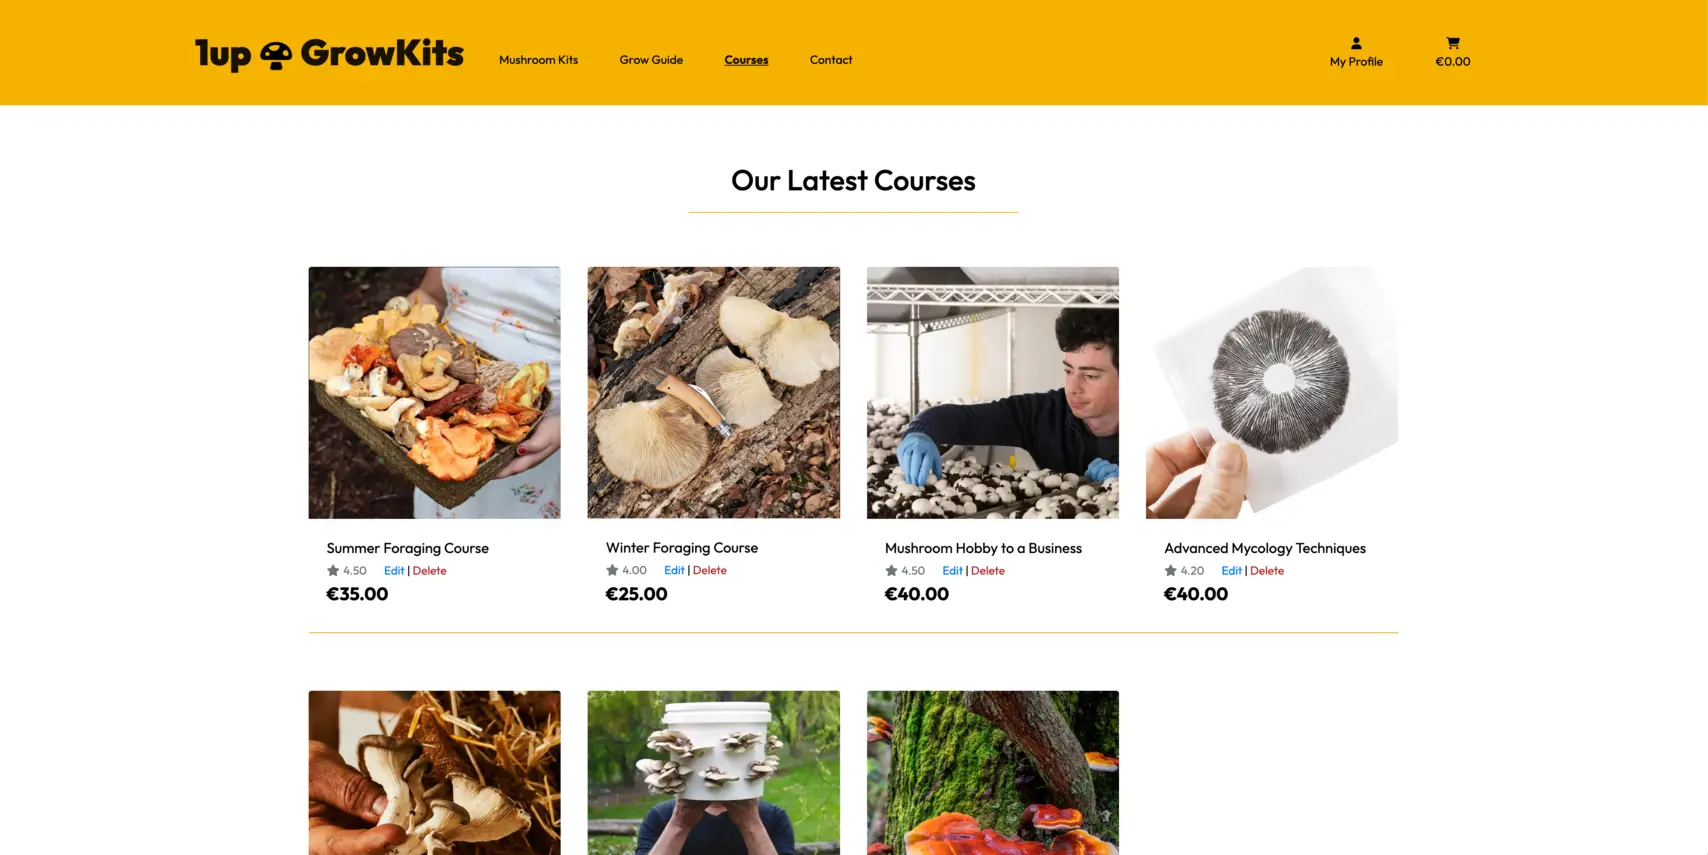 1up GrowKits
Mushroom Kits
Grow Guide
Courses
Contact
My Profile
€0.00
Our Latest Courses
Summer Foraging Course
4.50 Edit | Delete
€35.00
Winter Foraging Course
4.00 Edit | Delete
€25.00
Mushroom Hobby to a Business
4.50 Edit | Delete
€40.00
Advanced Mycology Techniques
4.20 Edit | Delete
€40.00